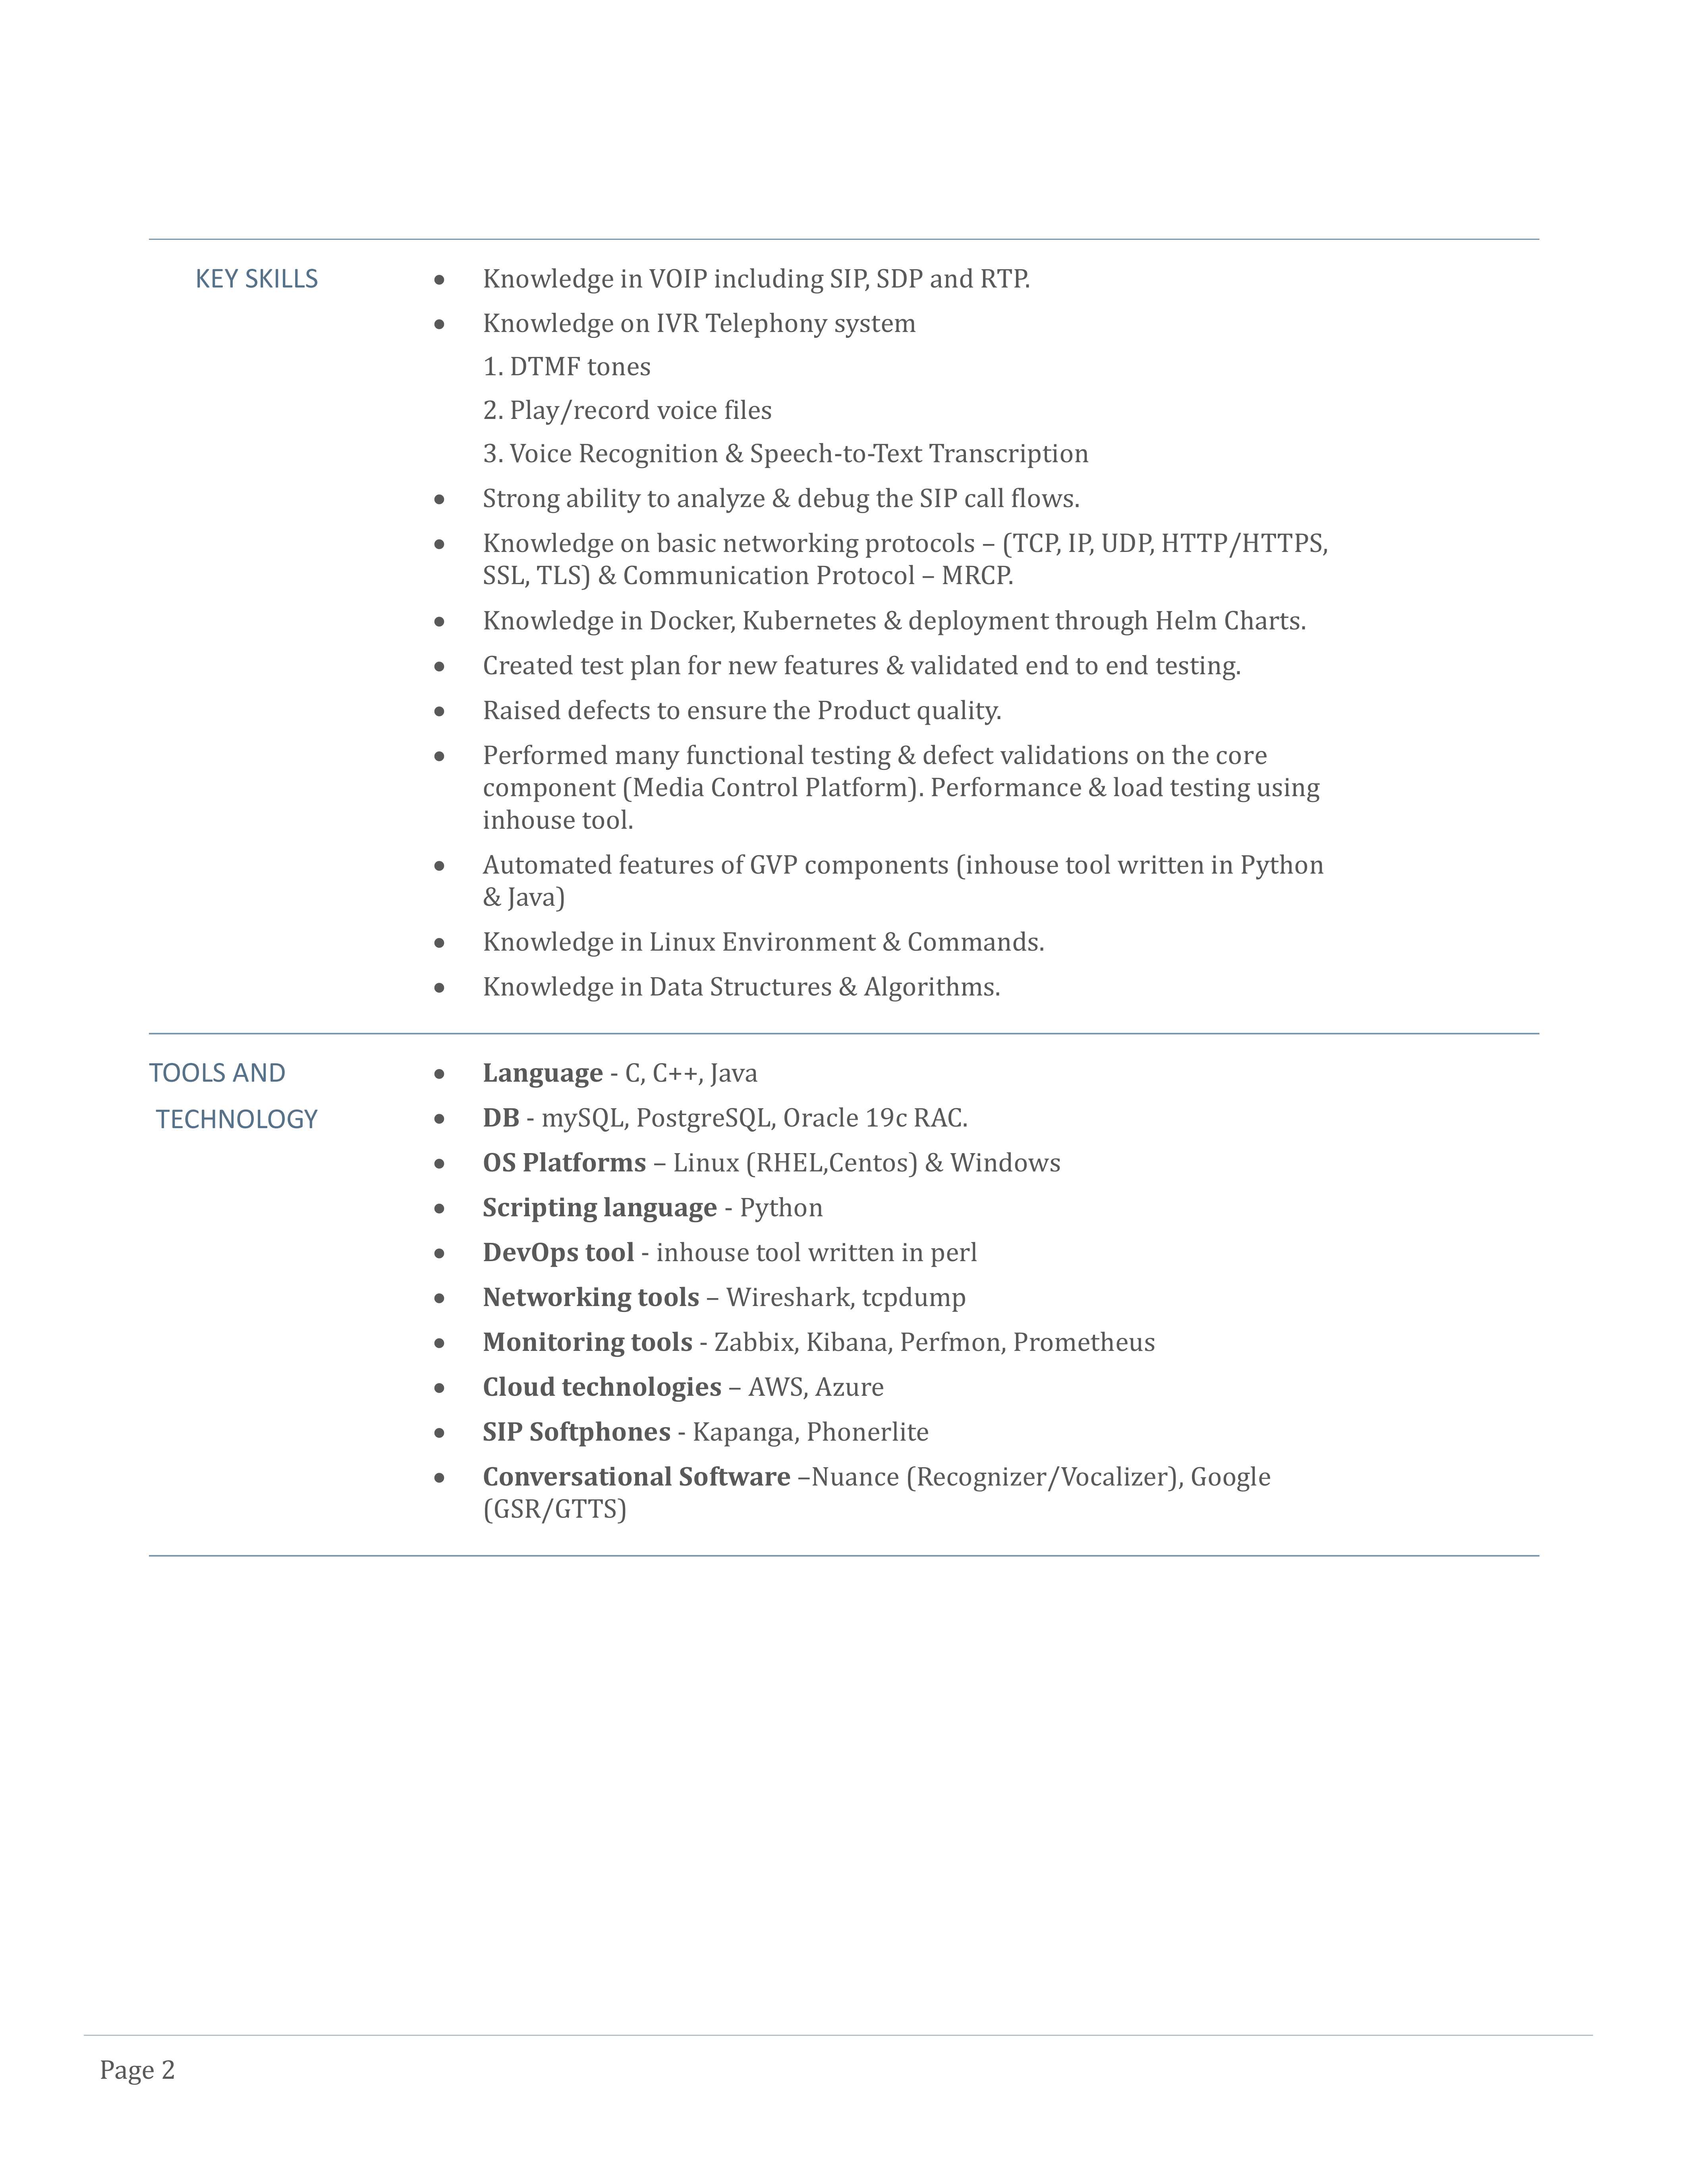 KEY SKILLS
• Knowledge in VOIP including SIP, SDP and RTP.
• Knowledge on IVR Telephony system
1. DTMF tones
2. Play/record voice files
3. Voice Recognition & Speech-to-Text Transcription
• Strong ability to analyze & debug the SIP call flows.
• Knowledge on basic networking protocols – (TCP, IP, UDP, HTTP/HTTPS,
SSL, TLS) & Communication Protocol – MRCP.
• Knowledge in Docker, Kubernetes & deployment through Helm Charts.
• Created test plan for new features & validated end to end testing.
• Raised defects to ensure the Product quality.
• Performed many functional testing & defect validations on the core
component (Media Control Platform). Performance & load testing using
inhouse tool.
• Automated features of GVP components (inhouse tool written in Python
& Java)
• Knowledge in Linux Environment & Commands.
• Knowledge in Data Structures & Algorithms.
TOOLS AND
TECHNOLOGY
• Language - C, C++, Java
• DB - mySQL, PostgreSQL, Oracle 19c RAC.
• OS Platforms – Linux (RHEL,Centos) & Windows
• Scripting language - Python
• DevOps tool - inhouse tool written in perl
• Networking tools – Wireshark, tcpdump
• Monitoring tools - Zabbix, Kibana, Perfmon, Prometheus
• Cloud technologies – AWS, Azure
• SIP Softphones - Kapanga, Phonerlite
• Conversational Software –Nuance (Recognizer/Vocalizer), Google
(GSR/GTTS)
Page 2